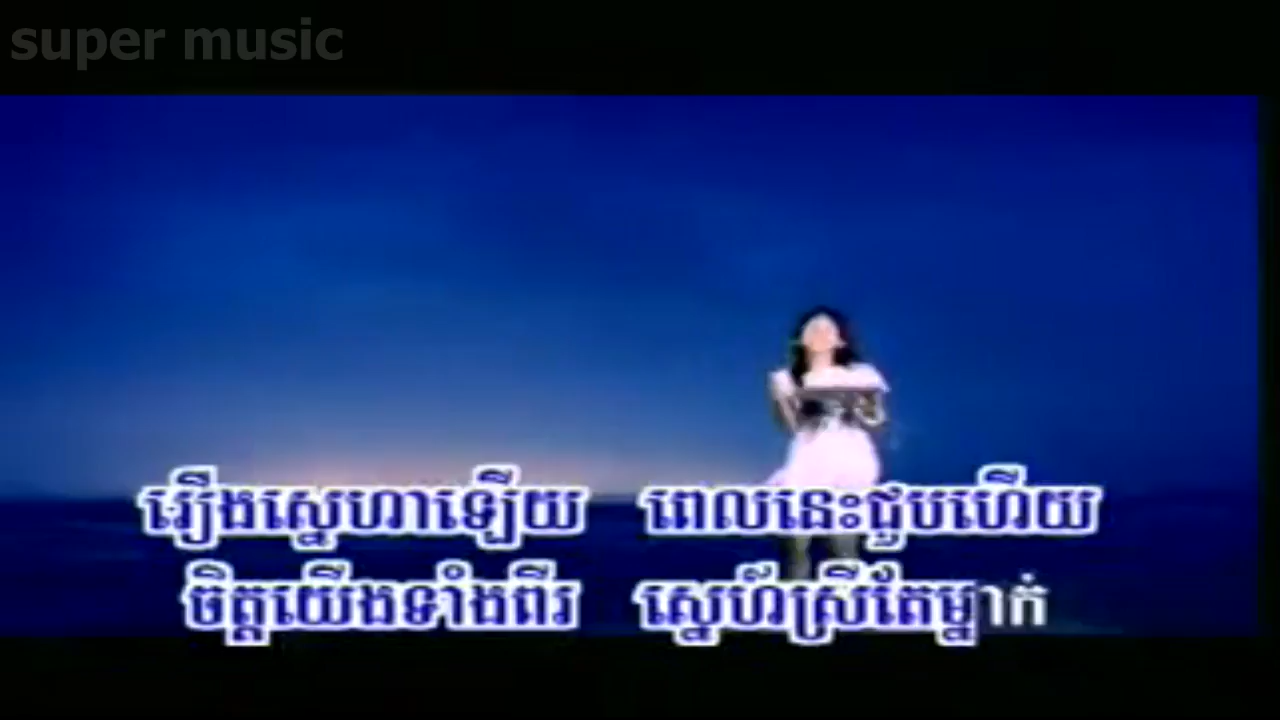 super music
រឿងស្នេហាឡើយ ពេលនេះជួបហើយ
ចិត្តយើងទាំងពីរ ស្នេហ៍ស្រីតែម្នាក់